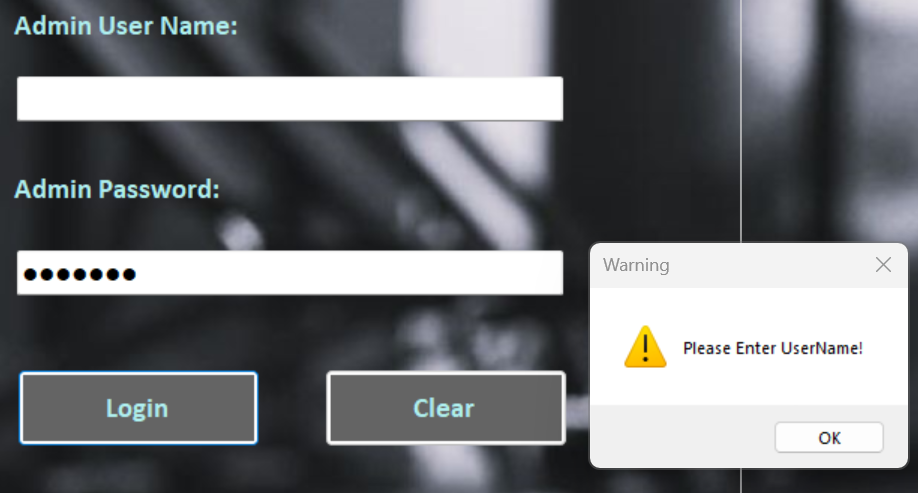 Admin User Name:
Admin Password:
●●●●●●●
Login
Clear
Warning
Please Enter UserName!
OK